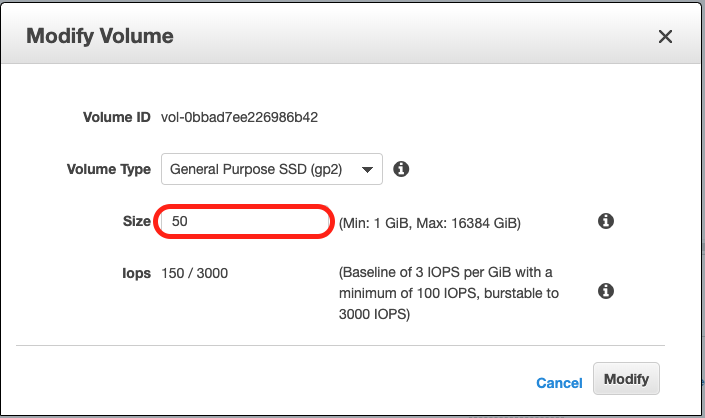 Modify Volume
Volume ID vol-0bbad7ee226986b42
Volume Type General Purpose SSD (gp2)
Size 50 (Min: 1 GiB, Max: 16384 GiB)
Iops 150 / 3000 (Baseline of 3 IOPS per GiB with a
minimum of 100 IOPS, burstable to
3000 IOPS)
Cancel Modify